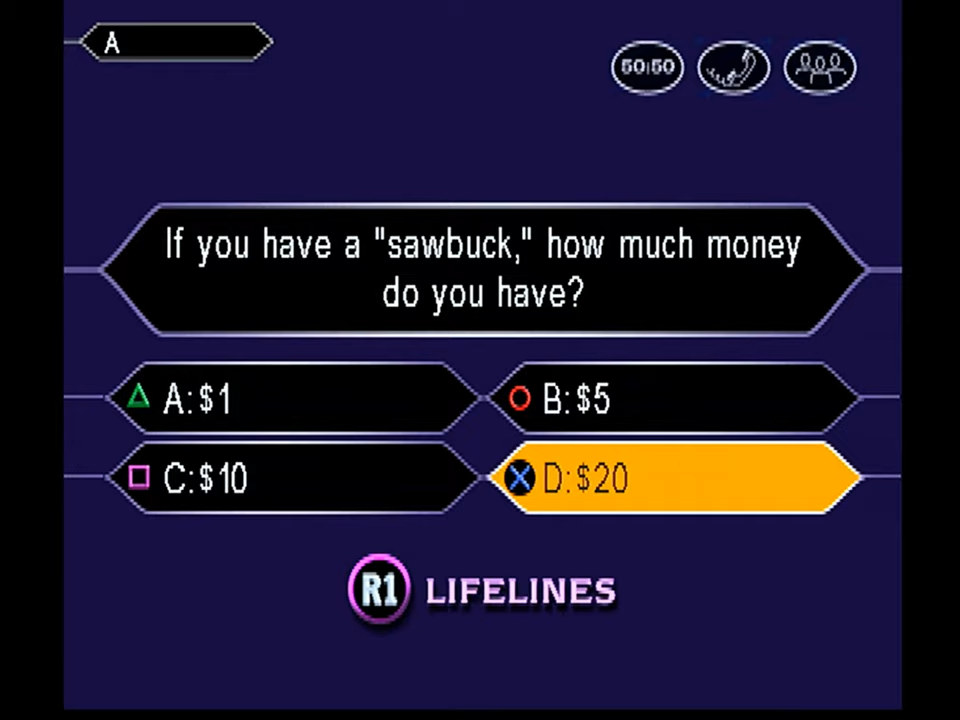 A
50:50
If you have a "sawbuck," how much money
do you have?
A: $1
B: $5
C: $10
D: $20
R1 LIFELINES